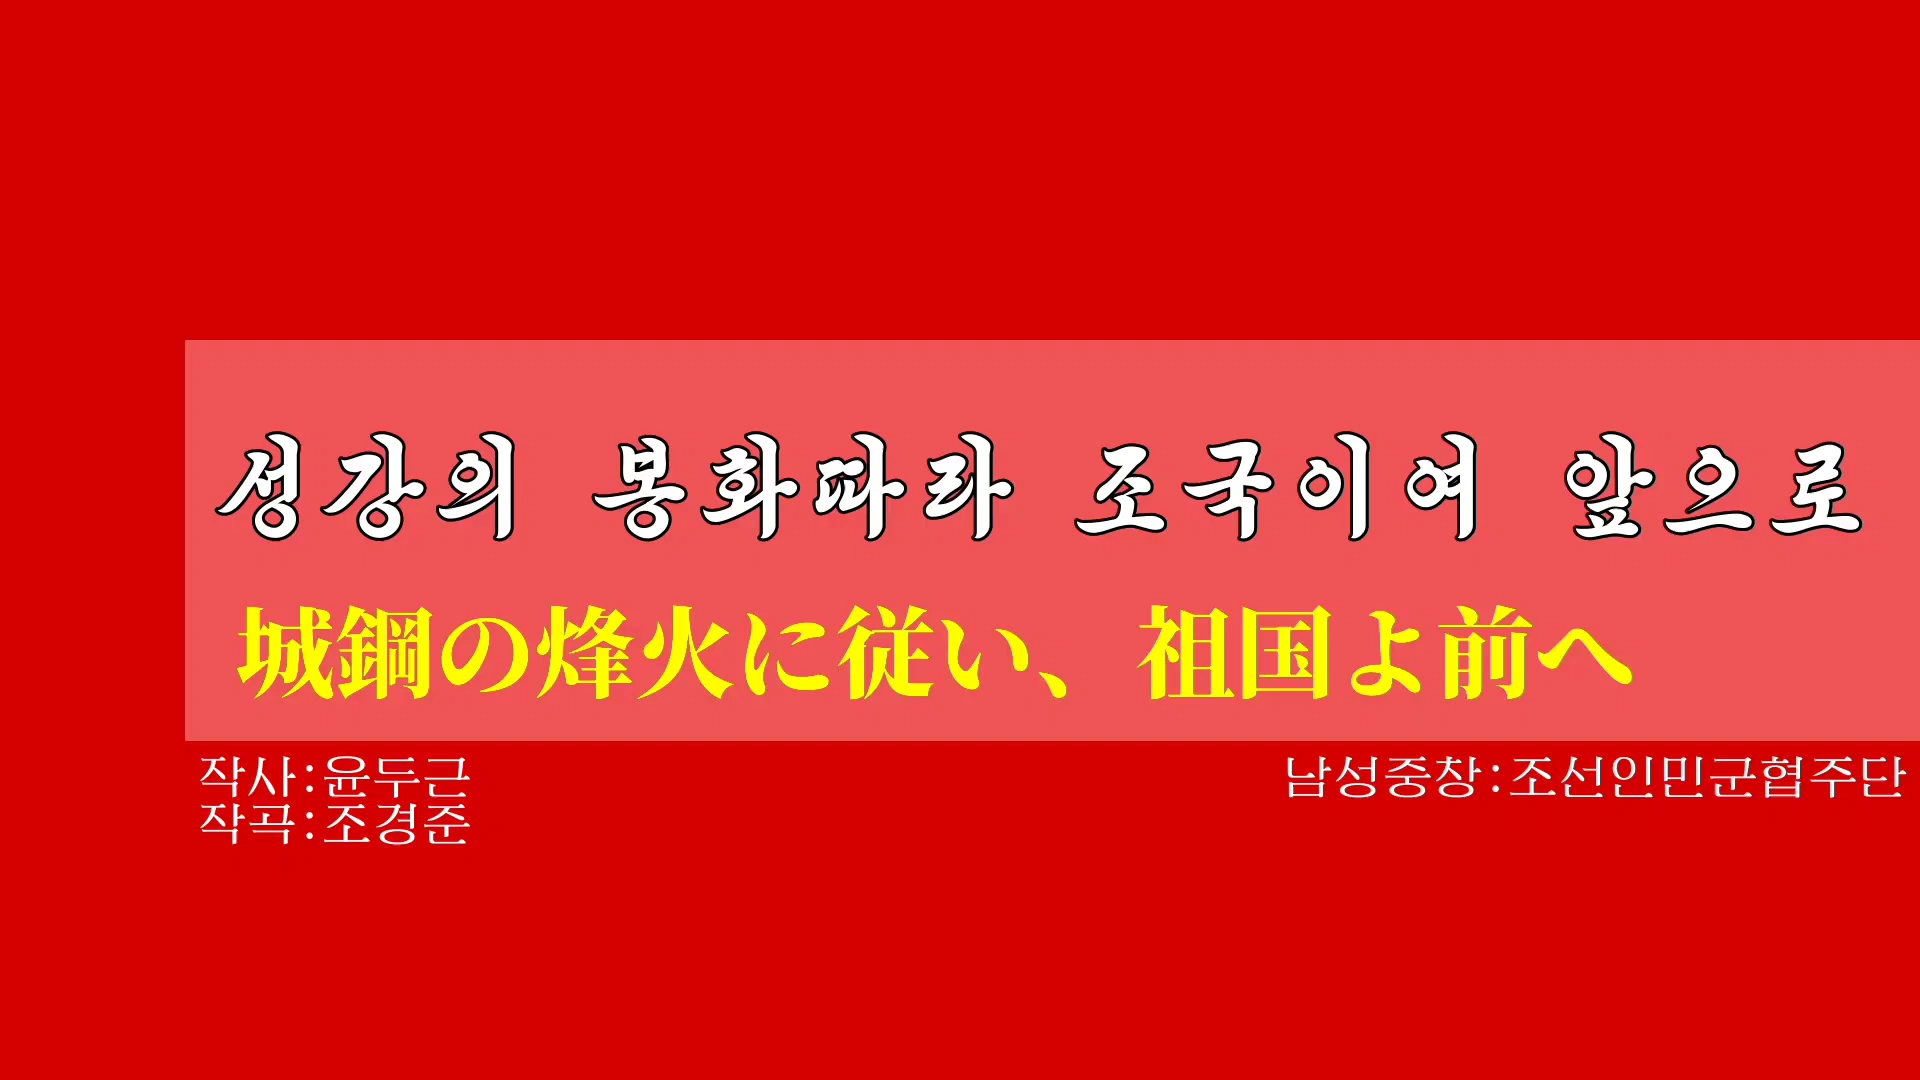 성강의 봉화따라 조국이여 앞으로
城鋼の烽火に従い、祖国よ前へ
작사:윤두근
작곡:조경준
남성중창:조선인민군협주단